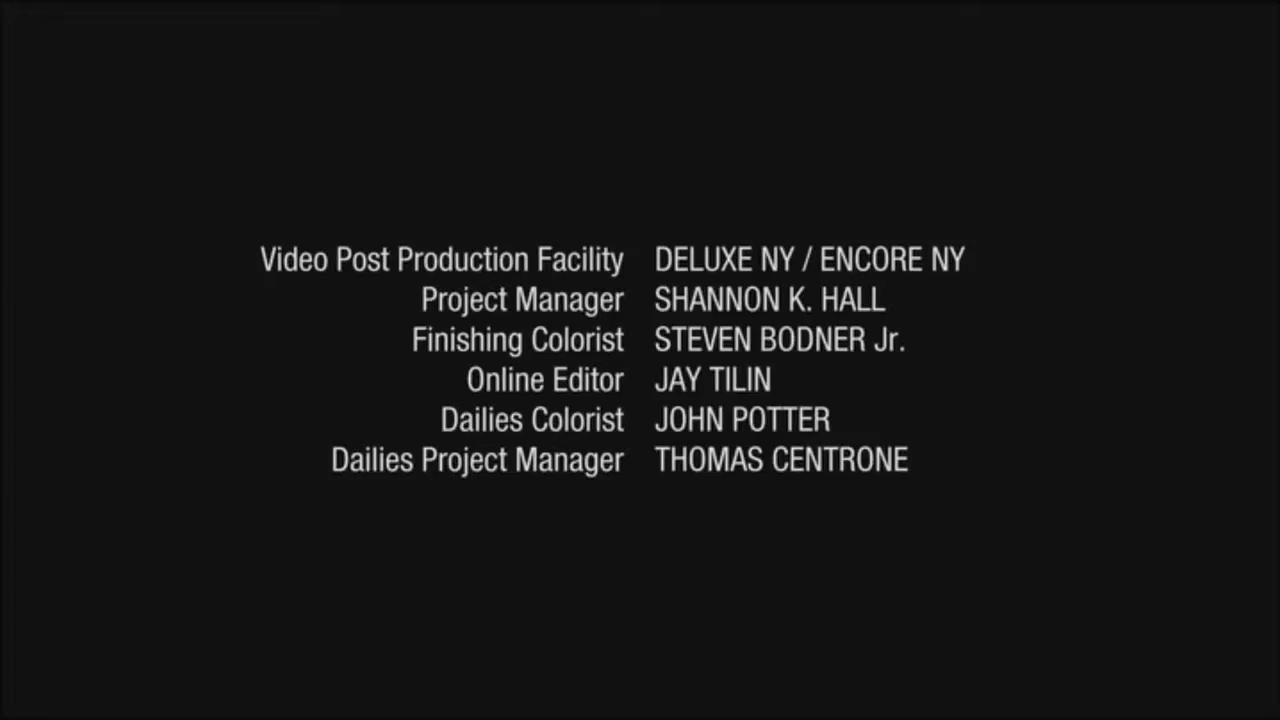 Video Post Production Facility DELUXE NY / ENCORE NY
Project Manager SHANNON K. HALL
Finishing Colorist STEVEN BODNER Jr.
Online Editor JAY TILIN
Dailies Colorist JOHN POTTER
Dailies Project Manager THOMAS CENTRONE